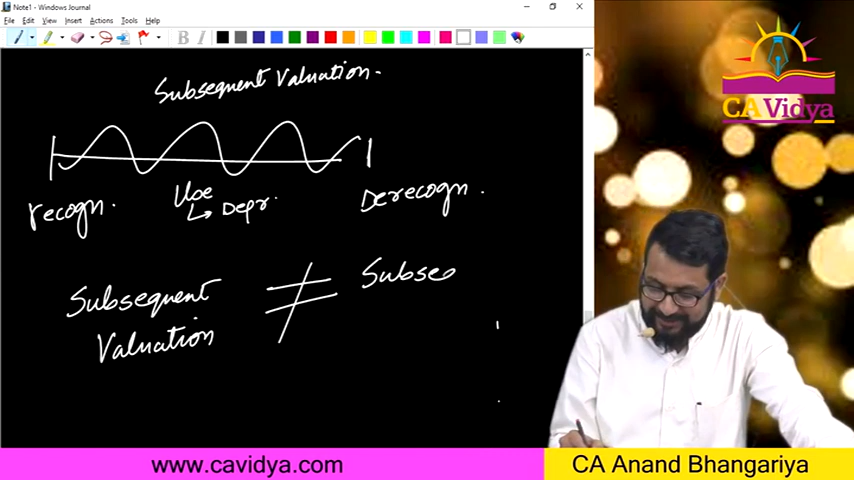 Note1 - Windows Journal
File Edit View Insert Actions Tools Help
B I
Subsequent Valuation.
recogn.
Use
↳ Depr.
Derecogn.
Subsequent ≠ Subseq
Valuation
CA Vidya
www.cavidya.com
CA Anand Bhangariya